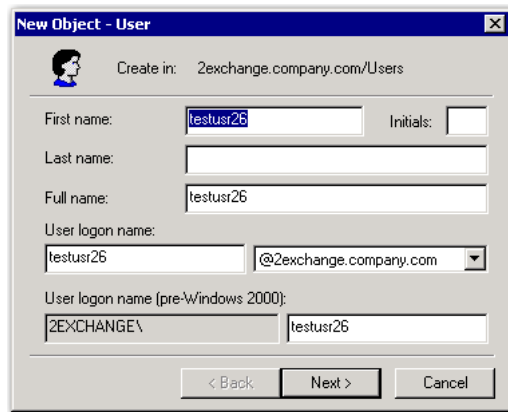 New Object - User
Create in: 2exchange.company.com/Users
First name: testusr26 Initials:
Last name:
Full name: testusr26
User logon name:
testusr26 @2exchange.company.com
User logon name (pre-Windows 2000):
2EXCHANGE\ testusr26
< Back Next > Cancel